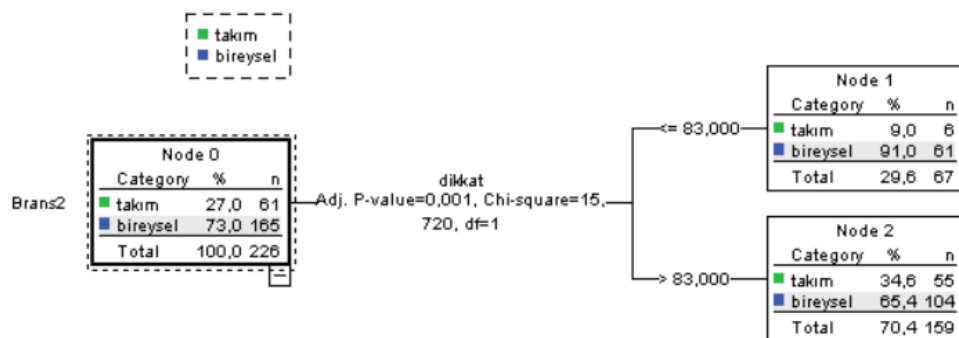 takım
bireysel
Brans2
Node 0
Category % n
takım 27,0 61
bireysel 73,0 165
Total 100,0 226
dikkat
Adj. P-value=0,001, Chi-square=15,
720, df=1
<= 83,000
Node 1
Category % n
takım 9,0 6
bireysel 91,0 61
Total 29,6 67
> 83,000
Node 2
Category % n
takım 34,6 55
bireysel 65,4 104
Total 70,4 159